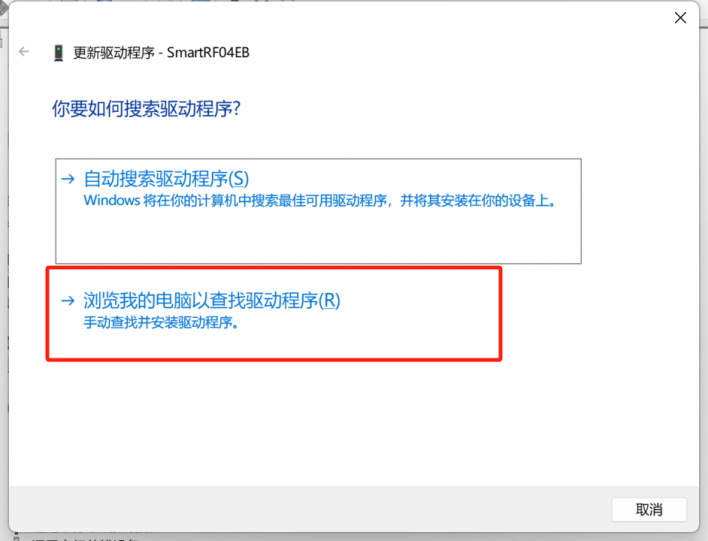 更新驱动程序 - SmartRF04EB
你要如何搜索驱动程序?
自动搜索驱动程序(S)
Windows 将在你的计算机中搜索最佳可用驱动程序，并将其安装在你的设备上。
浏览我的电脑以查找驱动程序(R)
手动查找并安装驱动程序。
取消